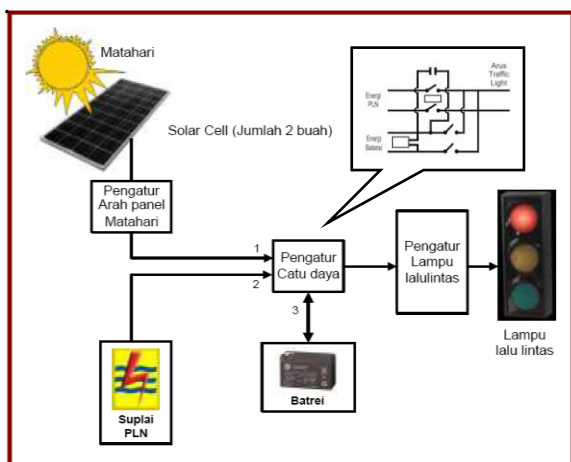 Matahari
Solar Cell (Jumlah 2 buah)
Arus
Traffic
Light
Energi
PLN
Energi
Baterei
Pengatur
Arah panel
Matahari
1
2
Pengatur
Catu daya
Pengatur
Lampu
lalulintas
3
Suplai
PLN
Batrei
Lampu
lalu lintas